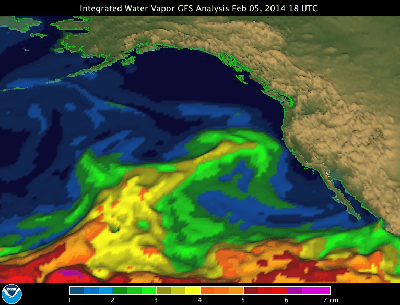 Integrated Water Vapor GFS Analysis Feb 05, 2014 18 UTC
1 2 3 4 5 6 7 cm